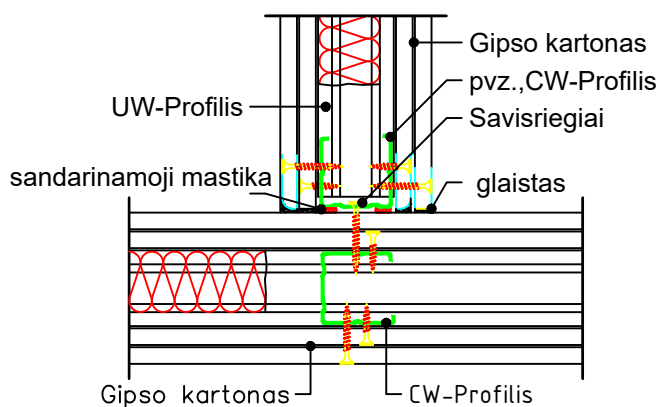 Gipso kartonas
pvz.,CW-Profilis
UW-Profilis
Savisriegiai
sandarinamoji mastika
glaistas
Gipso kartonas
CW-Profilis